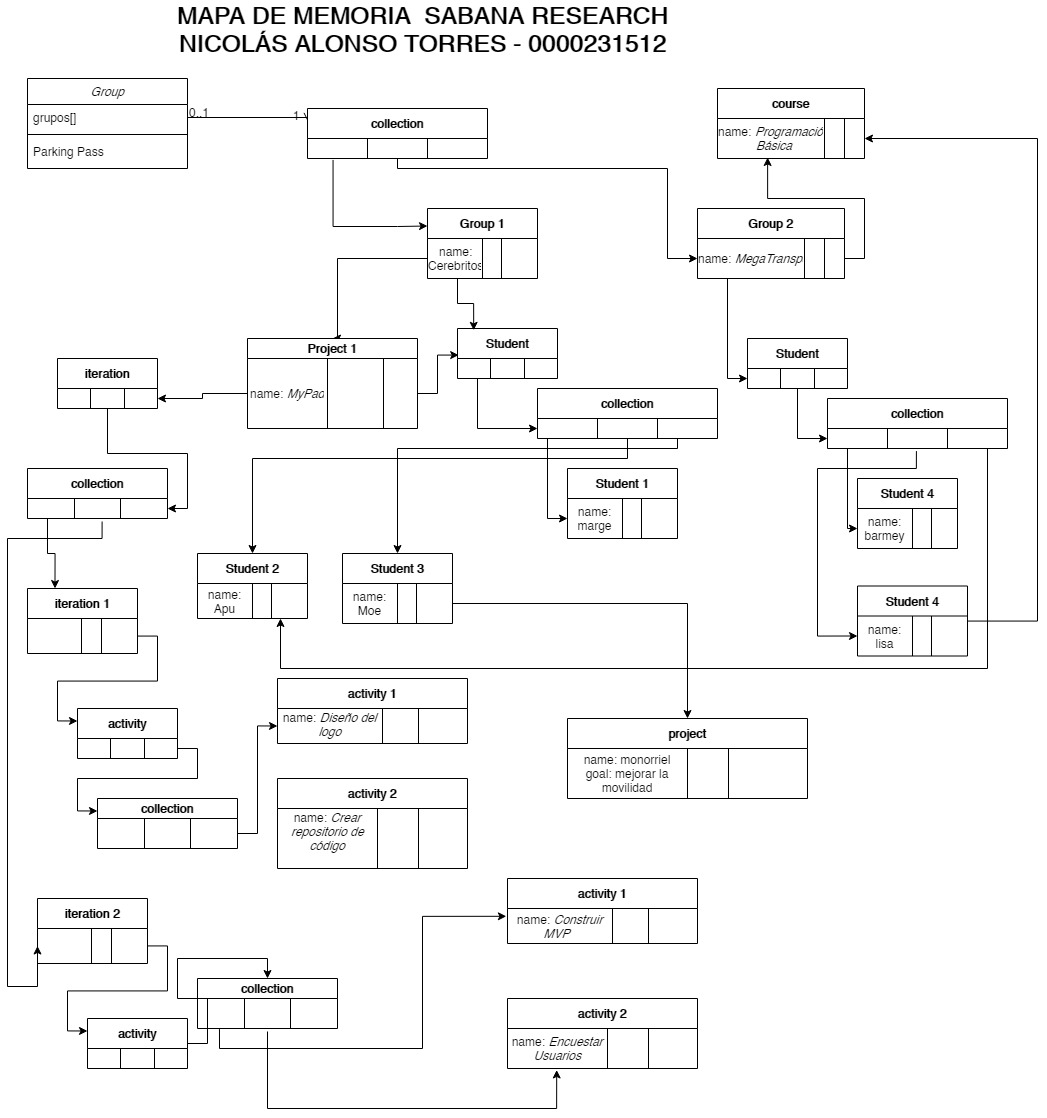 MAPA DE MEMORIA SABANA RESEARCH
NICOLÁS ALONSO TORRES - 0000231512
Group
grupos[]
Parking Pass
0..1
1
collection
course
name: Programació
Básica
Group 1
name:
Cerebritos
Group 2
name: MegaTransp
Project 1
name: MyPad
Student
Student
iteration
collection
collection
collection
Student 1
name:
marge
Student 4
name:
barmey
Student 2
name:
Apu
Student 3
name:
Moe
iteration 1
Student 4
name:
lisa
activity 1
name: Diseño del
logo
activity
project
name: monorriel
goal: mejorar la
movilidad
collection
activity 2
name: Crear
repositorio de
código
iteration 2
activity 1
name: Construir
MVP
collection
activity
activity 2
name: Encuestar
Usuarios